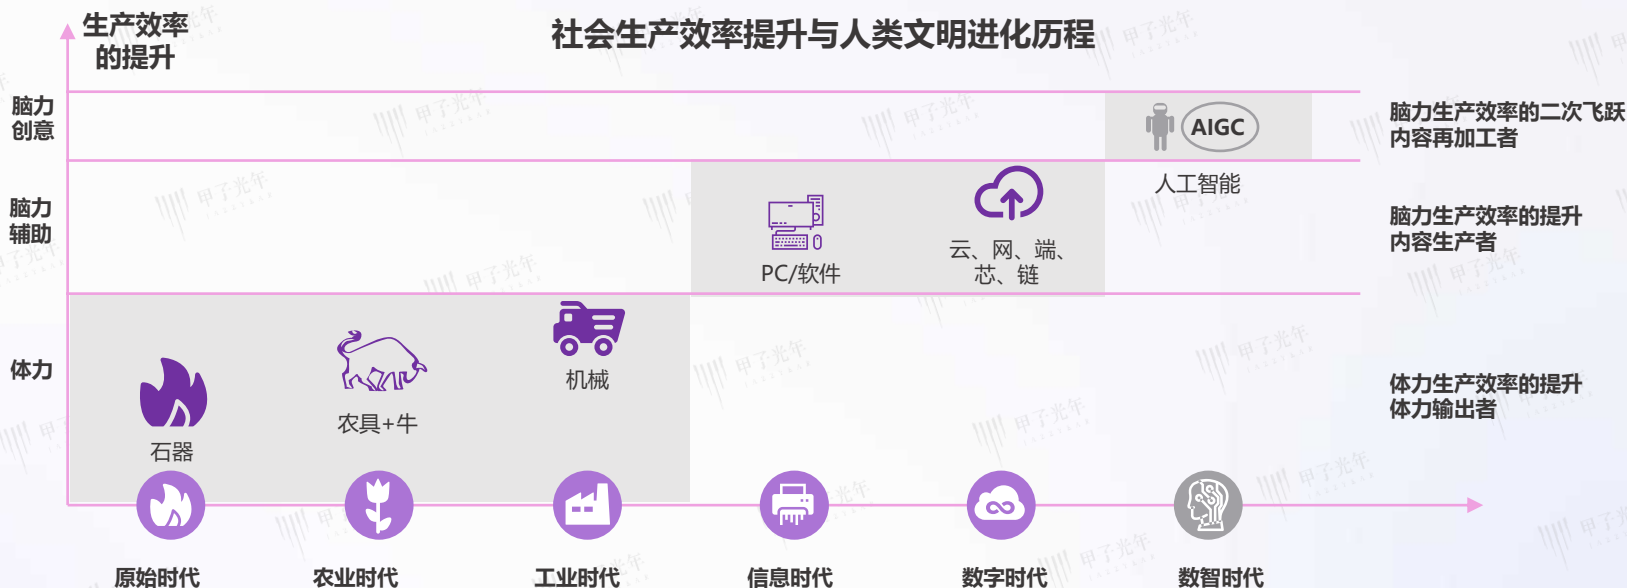 生产效率
的提升
社会生产效率提升与人类文明进化历程
脑力
创意
AIGC
人工智能
脑力生产效率的二次飞跃
内容再加工者
脑力
辅助
PC/软件
云、网、端、
芯、链
脑力生产效率的提升
内容生产者
体力
石器
农具+牛
机械
体力生产效率的提升
体力输出者
原始时代
农业时代
工业时代
信息时代
数字时代
数智时代
甲子光年